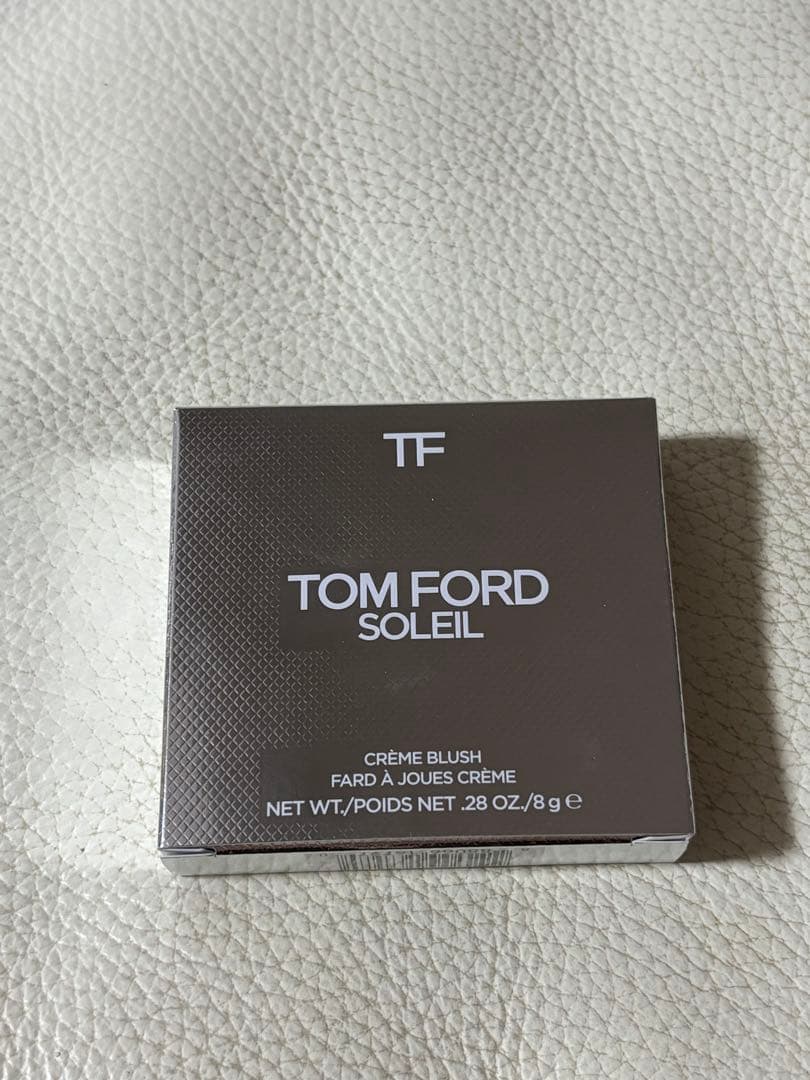 TF
TOM FORD
SOLEIL
CRÈME BLUSH
FARD À JOUES CRÈME
NET WT./POIDS NET .28 OZ./8 g ℮